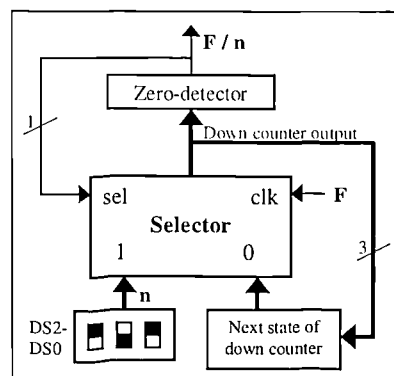 F / n
Zero-detector
1
Down counter output
sel
clk
F
Selector
1
0
3
n
DS2-
DS0
Next state of
down counter